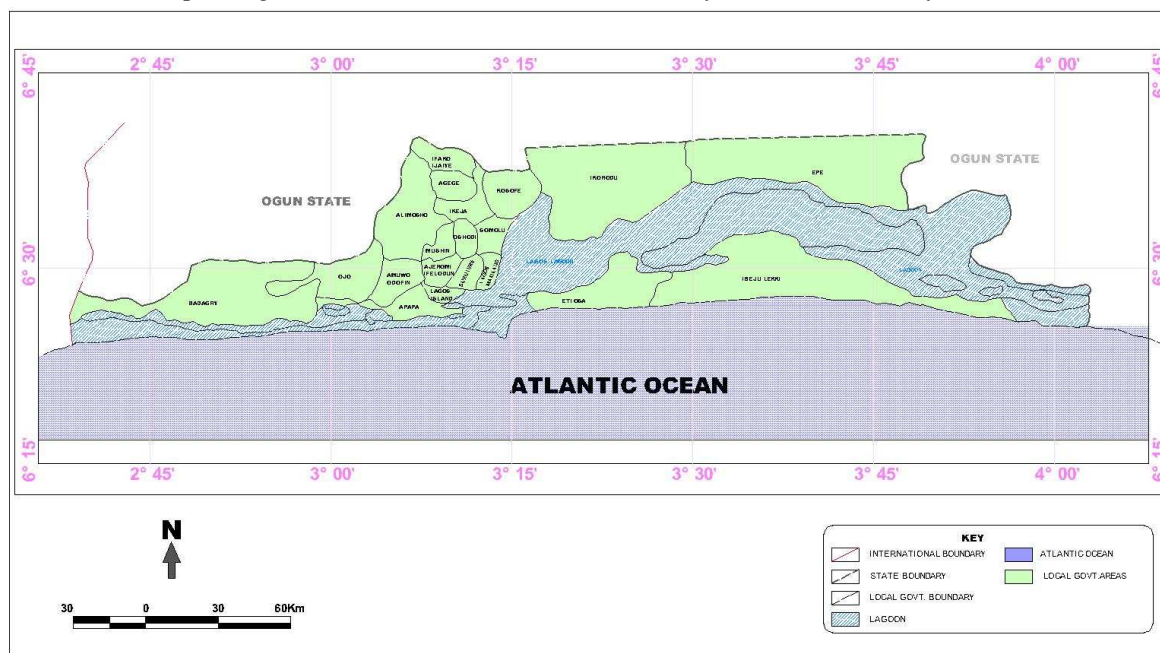 2° 45'
3° 00'
3° 15'
3° 30'
3° 45'
4° 00'
6° 45'
6° 45'
IFAKO
IJAIYE
AGEGE
KOSOFE
IKORODU
EPE
OGUN STATE
OGUN STATE
ALIMOSHO
IKEJA
OSHODI
SOMOLU
MUSHIN
LAGOS LAGOON
LAGOON
6° 30'
6° 30'
OJO
AMUWO
ODOFIN
AJEROMI
IFELODUN
SURULERE
LAGOS
MAINLAND
IBEJU LEKKI
BADAGRY
LAGOS
ISLAND
APAPA
ETI OSA
ATLANTIC OCEAN
6° 15'
6° 15'
2° 45'
3° 00'
3° 15'
3° 30'
3° 45'
4° 00'
N
30 0 30 60Km
KEY
INTERNATIONAL BOUNDARY
STATE BOUNDARY
LOCAL GOVT. BOUNDARY
LAGOON
ATLANTIC OCEAN
LOCAL GOVT.AREAS